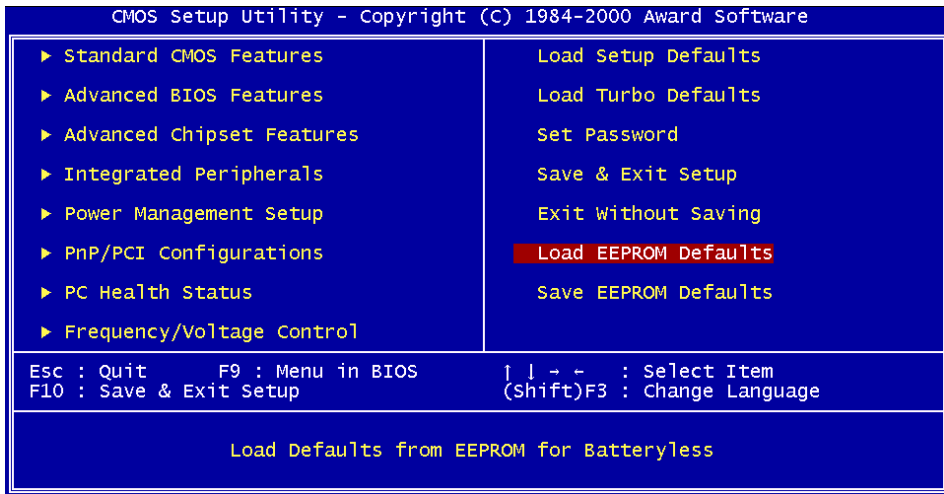 CMOS Setup Utility - Copyright (C) 1984-2000 Award Software
▶ Standard CMOS Features
▶ Advanced BIOS Features
▶ Advanced Chipset Features
▶ Integrated Peripherals
▶ Power Management Setup
▶ PnP/PCI Configurations
▶ PC Health Status
▶ Frequency/Voltage Control
Load Setup Defaults
Load Turbo Defaults
Set Password
Save & Exit Setup
Exit Without Saving
Load EEPROM Defaults
Save EEPROM Defaults
Esc : Quit F9 : Menu in BIOS ↑ ↓ → ← : Select Item
F10 : Save & Exit Setup (Shift)F3 : Change Language
Load Defaults from EEPROM for Batteryless